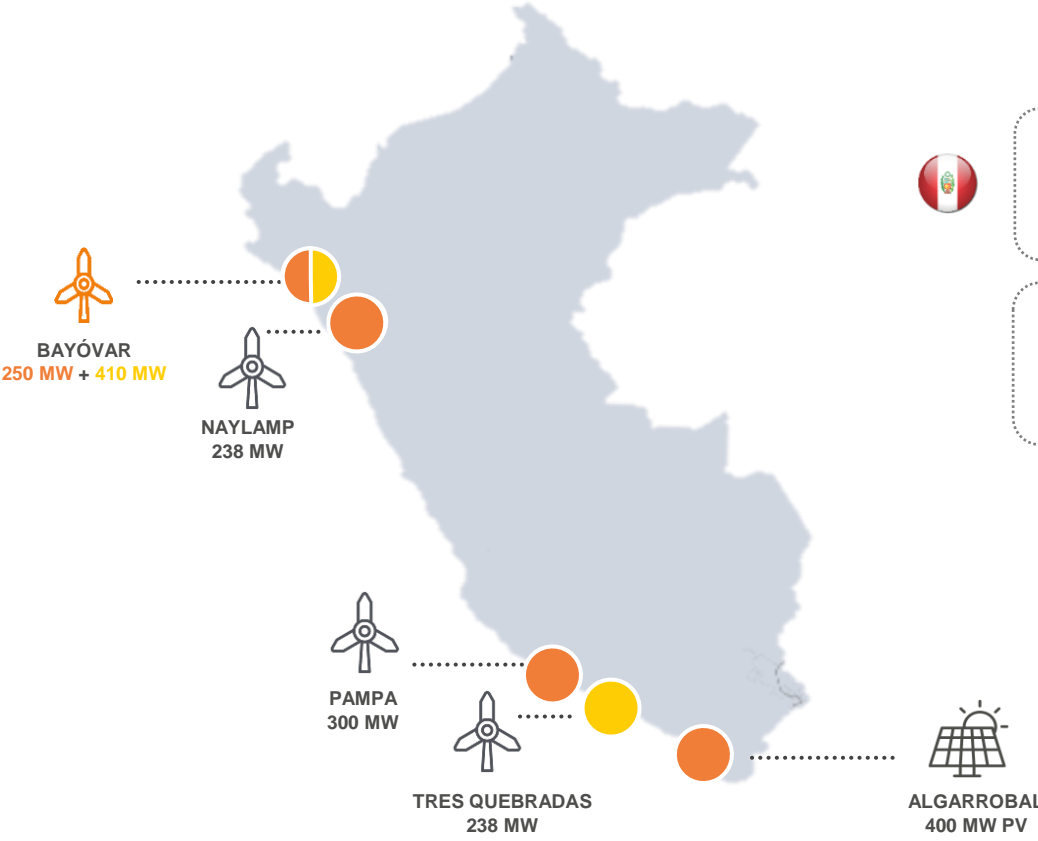 BAYÓVAR
250 MW + 410 MW
NAYLAMP
238 MW
PAMPA
300 MW
TRES QUEBRADAS
238 MW
ALGARROBAL
400 MW PV